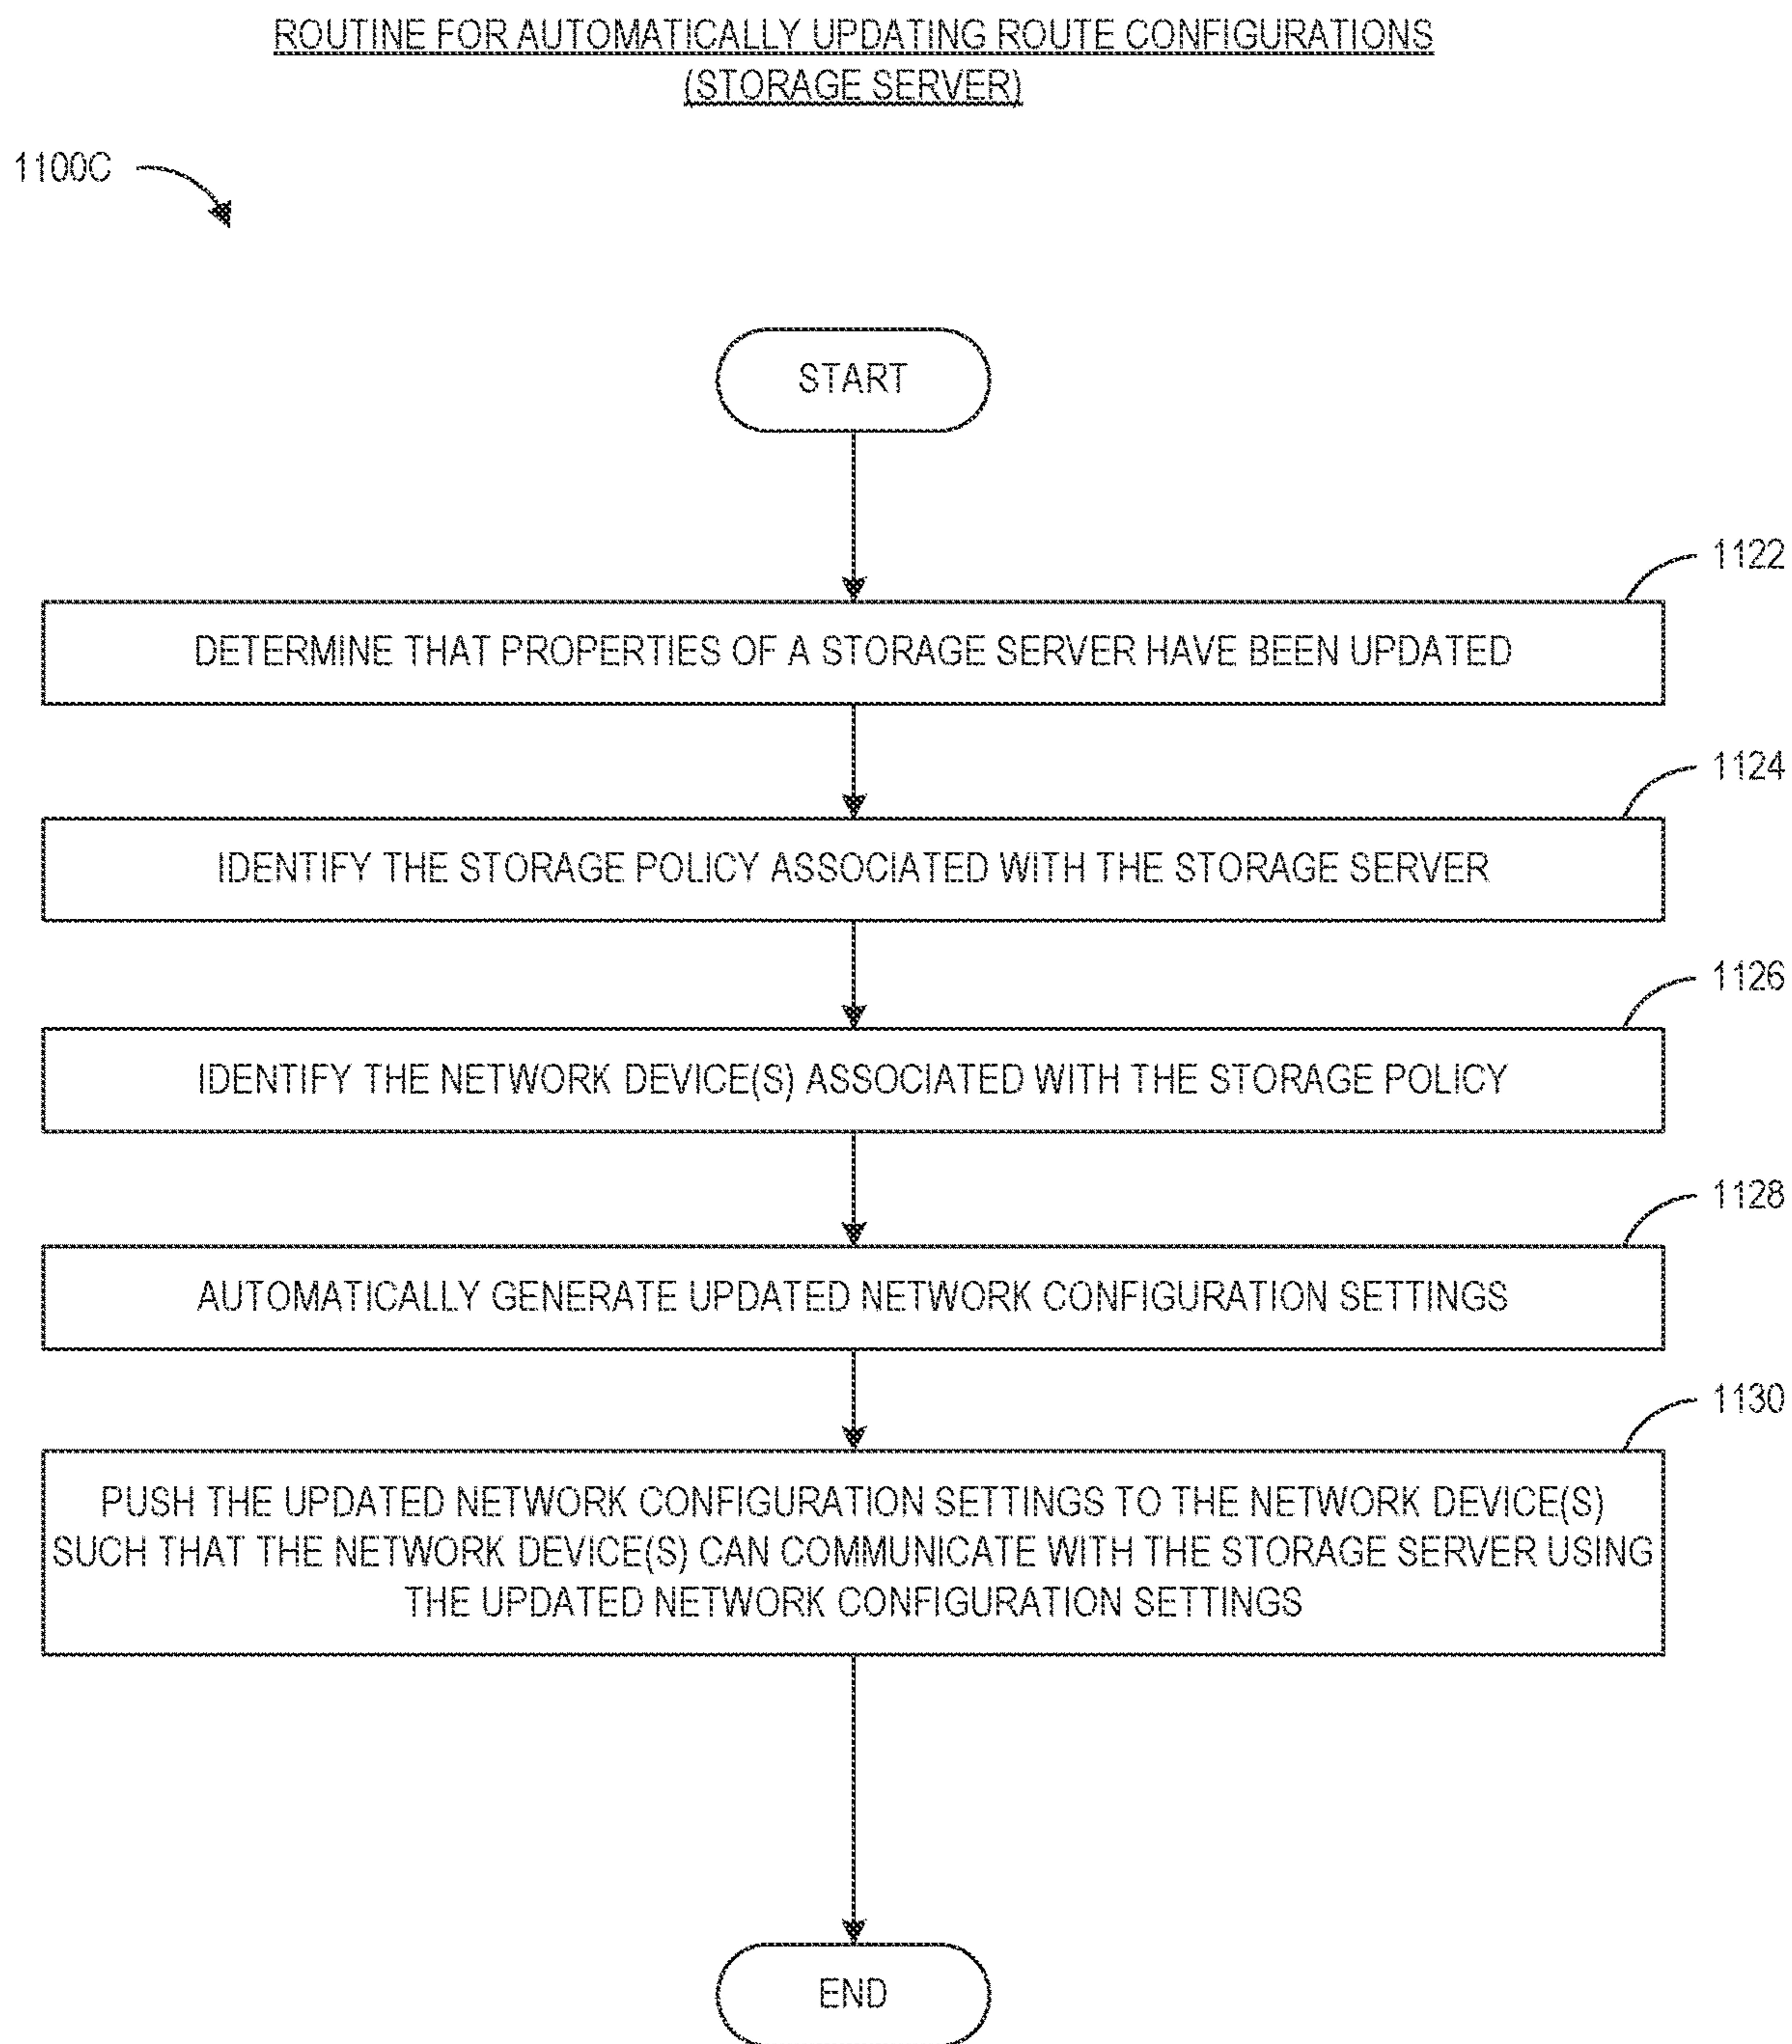 ROUTINE FOR AUTOMATICALLY UPDATING ROUTE CONFIGURATIONS
(STORAGE SERVER)
1100C
START
1122
DETERMINE THAT PROPERTIES OF A STORAGE SERVER HAVE BEEN UPDATED
1124
IDENTIFY THE STORAGE POLICY ASSOCIATED WITH THE STORAGE SERVER
1126
IDENTIFY THE NETWORK DEVICE(S) ASSOCIATED WITH THE STORAGE POLICY
1128
AUTOMATICALLY GENERATE UPDATED NETWORK CONFIGURATION SETTINGS
1130
PUSH THE UPDATED NETWORK CONFIGURATION SETTINGS TO THE NETWORK DEVICE(S)
SUCH THAT THE NETWORK DEVICE(S) CAN COMMUNICATE WITH THE STORAGE SERVER USING
THE UPDATED NETWORK CONFIGURATION SETTINGS
END